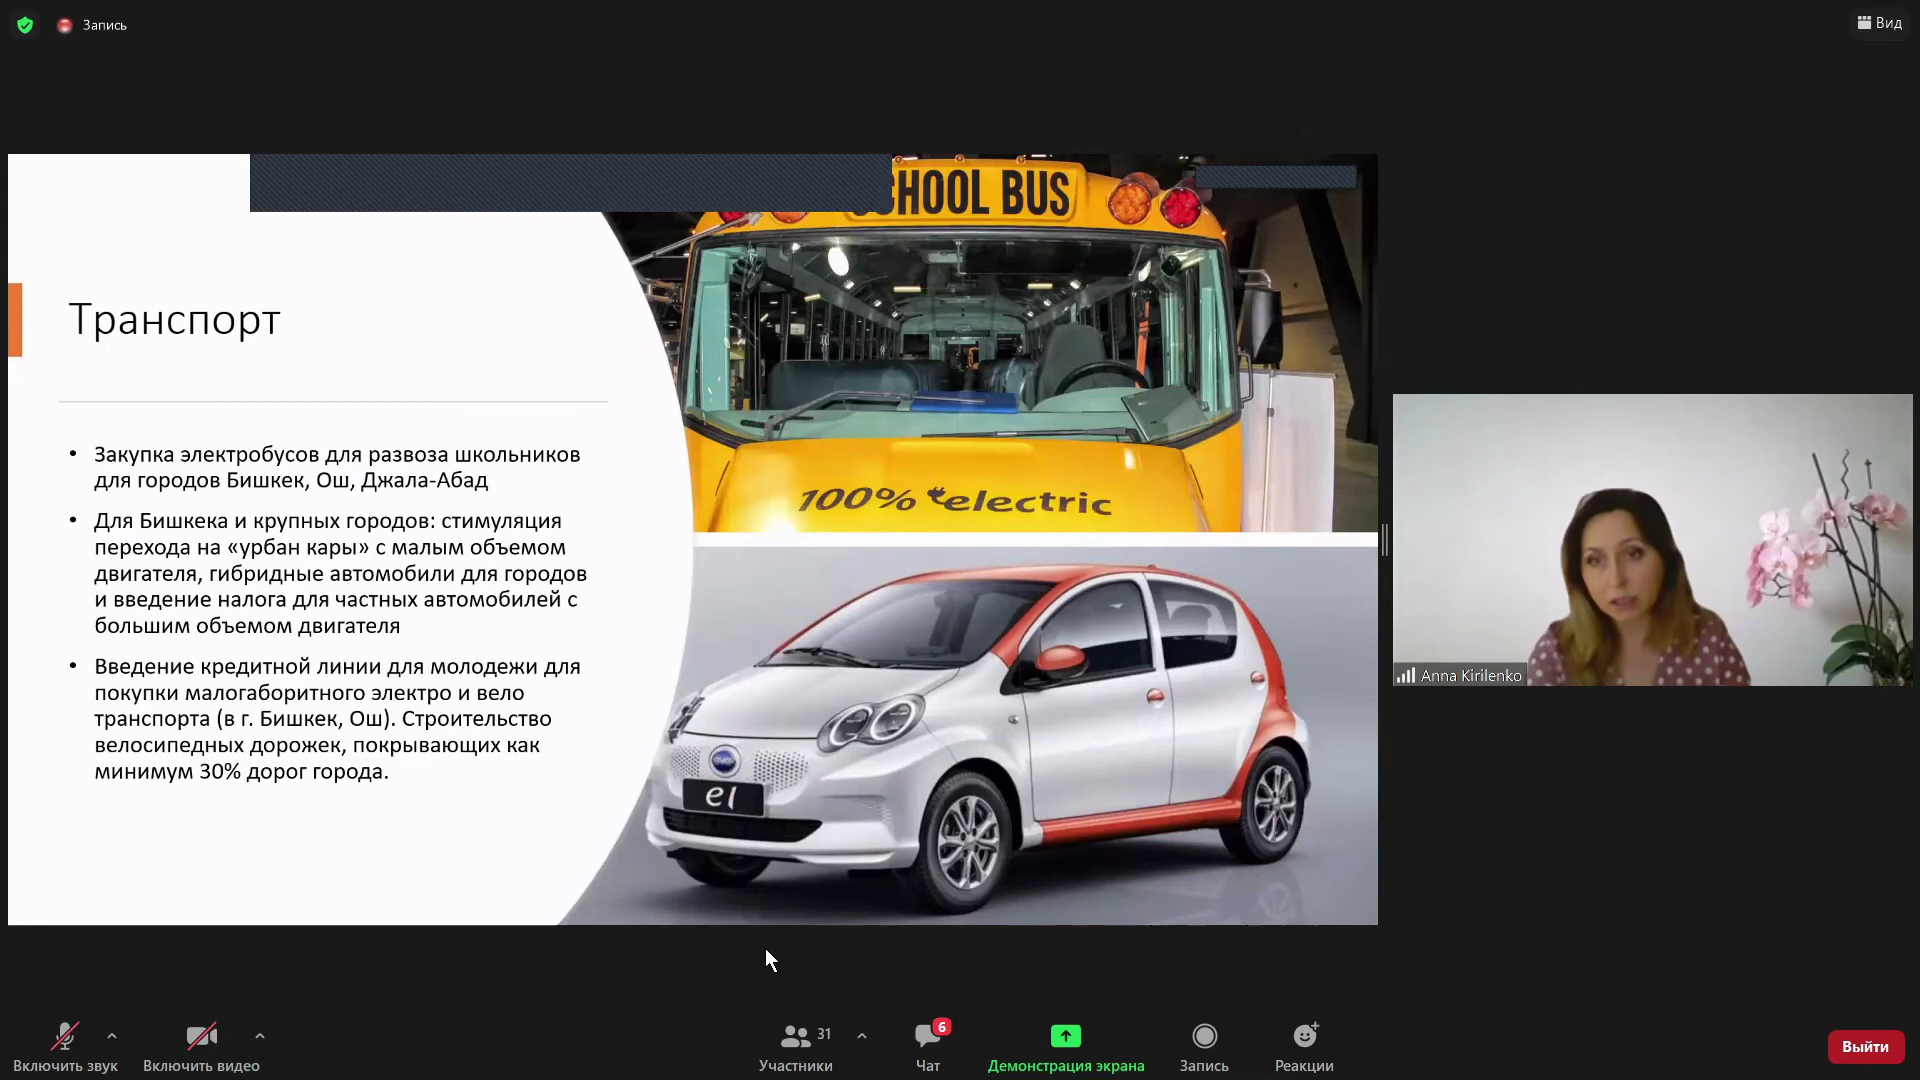 Запись
Вид
SCHOOL BUS
Транспорт
100% electric
• Закупка электробусов для развоза школьников
для городов Бишкек, Ош, Джала-Абад
• Для Бишкека и крупных городов: стимуляция
перехода на «урбан кары» с малым объемом
двигателя, гибридные автомобили для городов
и введение налога для частных автомобилей с
большим объемом двигателя
• Введение кредитной линии для молодежи для
покупки малогаборитного электро и вело
транспорта (в г. Бишкек, Ош). Строительство
велосипедных дорожек, покрывающих как
минимум 30% дорог города.
e1
Anna Kirilenko
Включить звук
Включить видео
31
Участники
6
Чат
Демонстрация экрана
Запись
Реакции
Выйти